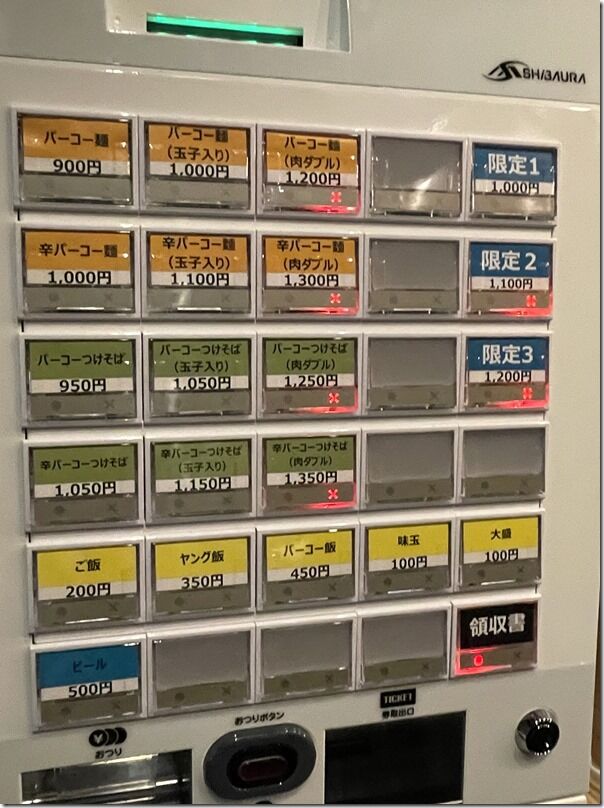 SHIBAURA
パーコー麺
900円
パーコー麺
(玉子入り)
1,000円
パーコー麺
(肉ダブル)
1,200円
限定1
1,000円
辛パーコー麺
1,000円
辛パーコー麺
(玉子入り)
1,100円
辛パーコー麺
(肉ダブル)
1,300円
限定2
1,100円
パーコーつけそば
950円
パーコーつけそば
(玉子入り)
1,050円
パーコーつけそば
(肉ダブル)
1,250円
限定3
1,200円
辛パーコーつけそば
1,050円
辛パーコーつけそば
(玉子入り)
1,150円
辛パーコーつけそば
(肉ダブル)
1,350円
ご飯
200円
ヤング飯
350円
パーコー飯
450円
味玉
100円
大盛
100円
ビール
500円
領収書
おつり
おつりボタン
TICKET
券取出口